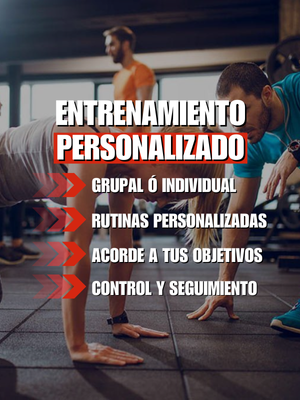 ENTRENAMIENTO
PERSONALIZADO
GRUPAL Ó INDIVIDUAL
RUTINAS PERSONALIZADAS
ACORDE A TUS OBJETIVOS
CONTROL Y SEGUIMIENTO